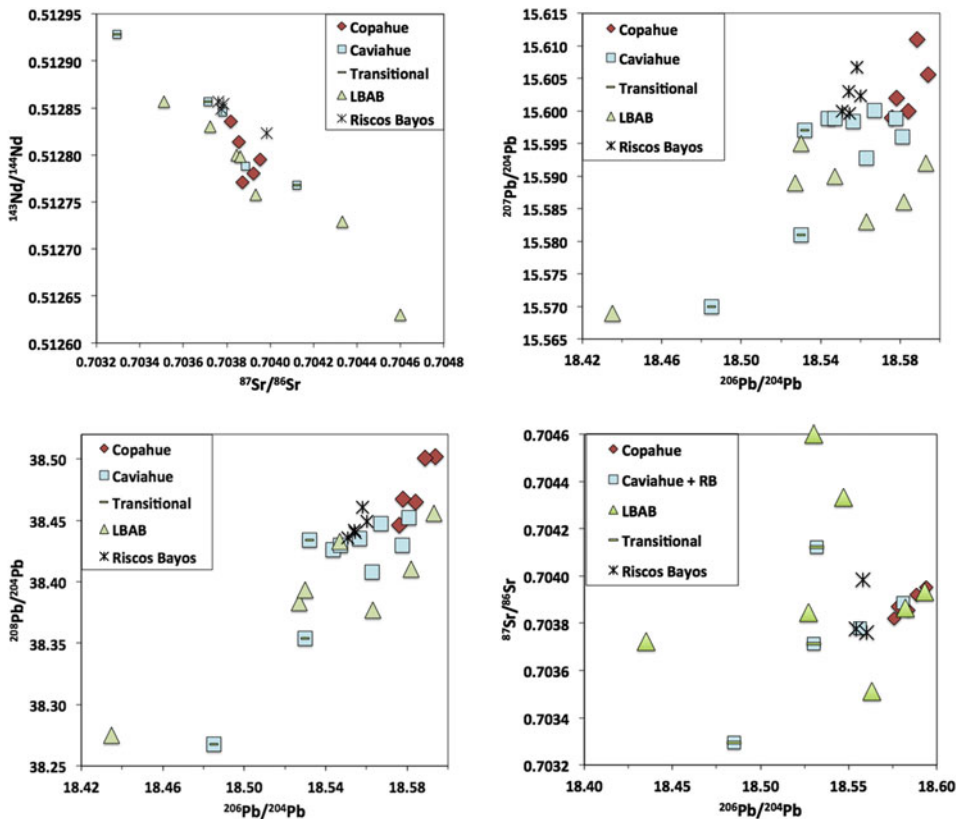 0.51295
0.51290
0.51285
0.51280
0.51275
0.51270
0.51265
0.51260
143Nd/144Nd
0.7032 0.7034 0.7036 0.7038 0.7040 0.7042 0.7044 0.7046 0.7048
87Sr/86Sr
Copahue
Caviahue
Transitional
LBAB
Riscos Bayos
15.615
15.610
15.605
15.600
15.595
15.590
15.585
15.580
15.575
15.570
15.565
207Pb/204Pb
18.42 18.46 18.50 18.54 18.58
206Pb/204Pb
Copahue
Caviahue
Transitional
LBAB
Riscos Bayos
38.50
38.45
38.40
38.35
38.30
38.25
208Pb/204Pb
18.42 18.46 18.50 18.54 18.58
206Pb/204Pb
Copahue
Caviahue
Transitional
LBAB
Riscos Bayos
0.7046
0.7044
0.7042
0.7040
0.7038
0.7036
0.7034
0.7032
87Sr/86Sr
18.40 18.45 18.50 18.55 18.60
206Pb/204Pb
Copahue
Caviahue + RB
LBAB
Transitional
Riscos Bayos